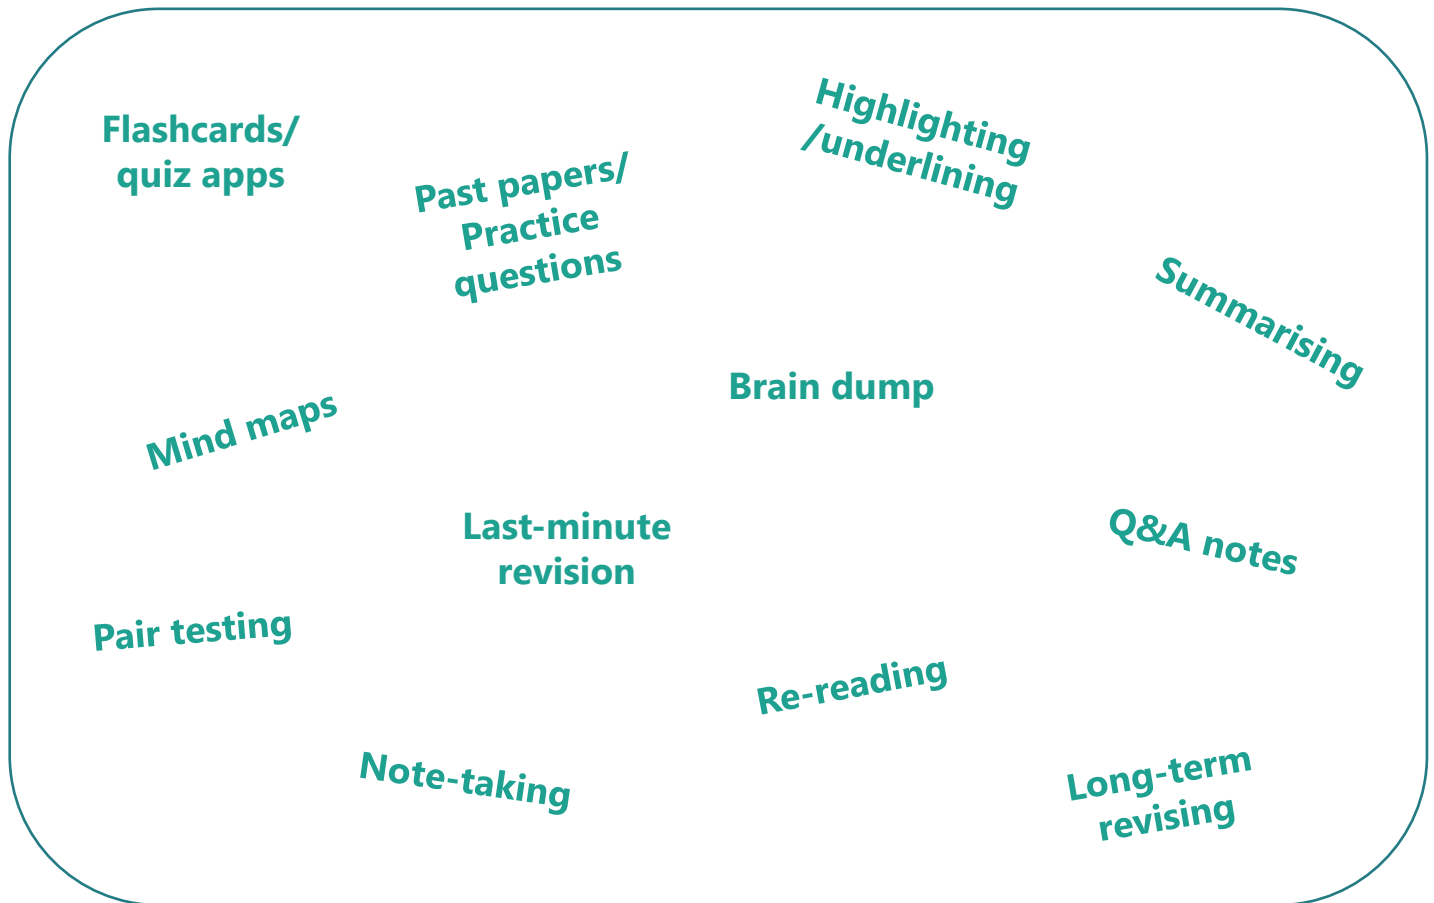 Flashcards/
quiz apps
Past papers/
Practice
questions
Highlighting
/underlining
Summarising
Brain dump
Mind maps
Last-minute
revision
Q&A notes
Pair testing
Re-reading
Note-taking
Long-term
revising